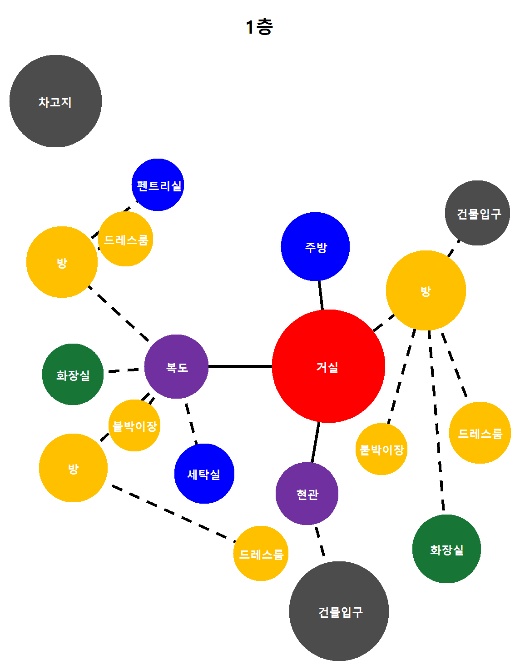 1층
차고지
펜트리실
드레스룸
방
건물입구
주방
방
화장실
복도
거실
붙박이장
방
세탁실
현관
붙박이장
드레스룸
드레스룸
화장실
건물입구